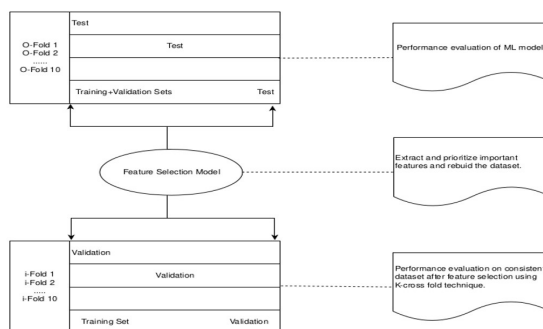 Test
O-Fold 1
O-Fold 2
......
O-Fold 10
Test
Training+Validation Sets Test
Performance evaluation of ML model
Feature Selection Model
Extract and prioritize important
features and rebuid the dataset.
Validation
i-Fold 1
i-Fold 2
.....
i-Fold 10
Validation
Training Set Validation
Performance evaluation on consisten
dataset after feature selection using
K-cross fold technique.